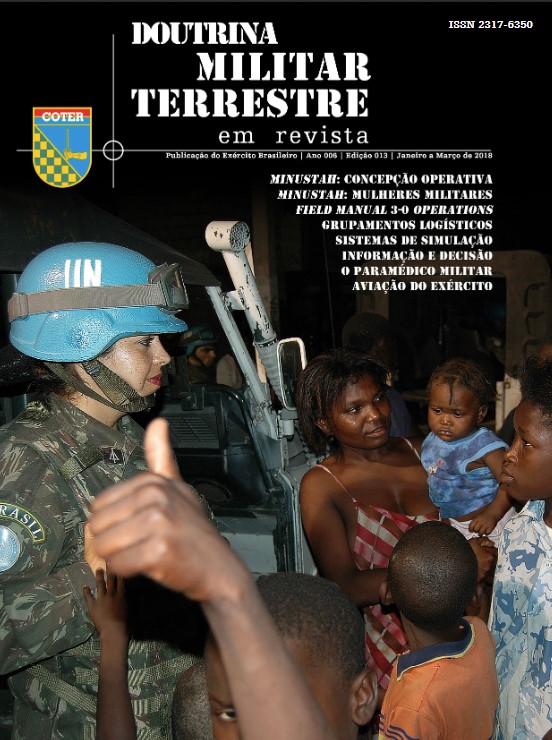 ISSN 2317-6350
DOUTRINA
MILITAR
TERRESTRE
em revista
COTER
Publicação do Exército Brasileiro | Ano 006 | Edição 013 | Janeiro a Março de 2018
MINUSTAH: CONCEPÇÃO OPERATIVA
MINUSTAH: MULHERES MILITARES
FIELD MANUAL 3-0 OPERATIONS
GRUPAMENTOS LOGÍSTICOS
SISTEMAS DE SIMULAÇÃO
INFORMAÇÃO E DECISÃO
O PARAMÉDICO MILITAR
AVIAÇÃO DO EXÉRCITO
UN
BRASIL